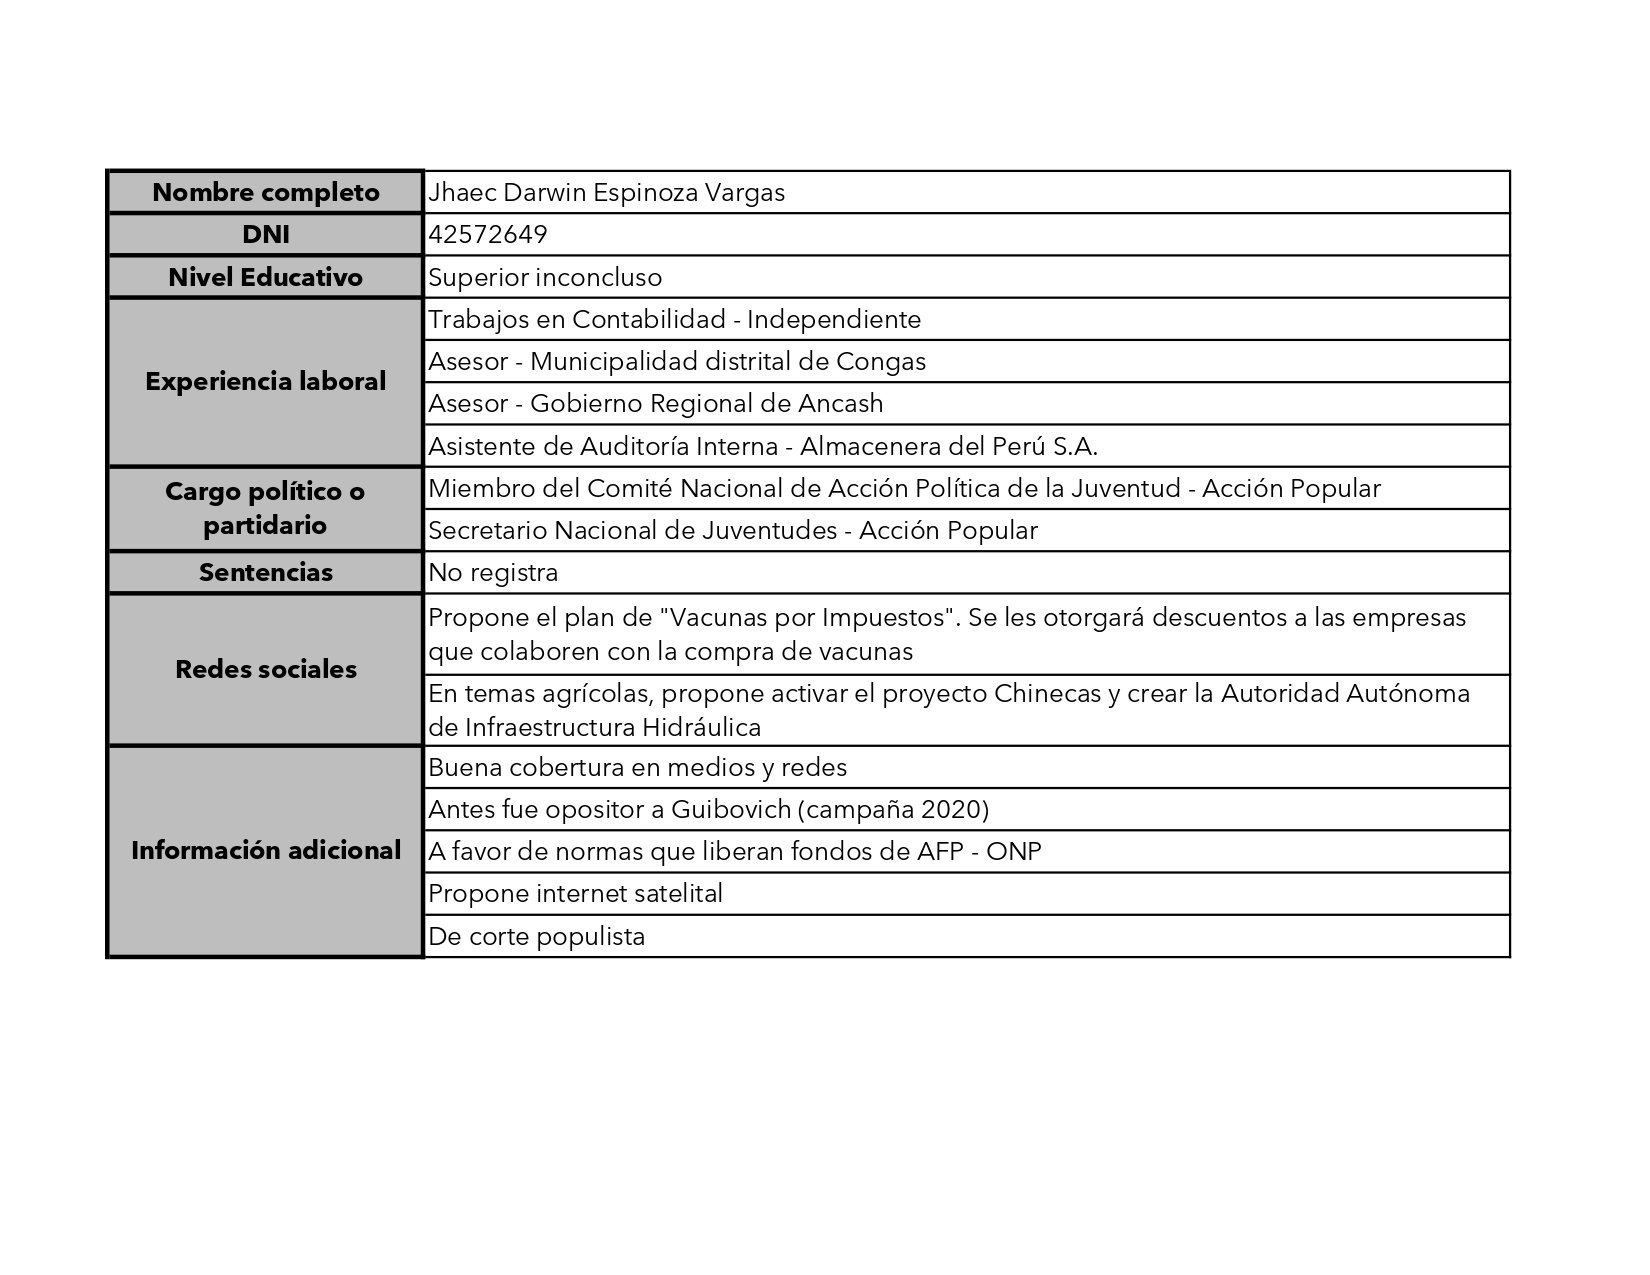 Nombre completo
Jhaec Darwin Espinoza Vargas
DNI
42572649
Nivel Educativo
Superior inconcluso
Experiencia laboral
Trabajos en Contabilidad - Independiente
Asesor - Municipalidad distrital de Congas
Asesor - Gobierno Regional de Ancash
Asistente de Auditoría Interna - Almacenera del Perú S.A.
Cargo político o
partidario
Miembro del Comité Nacional de Acción Política de la Juventud - Acción Popular
Secretario Nacional de Juventudes - Acción Popular
Sentencias
No registra
Redes sociales
Propone el plan de "Vacunas por Impuestos". Se les otorgará descuentos a las empresas
que colaboren con la compra de vacunas
En temas agrícolas, propone activar el proyecto Chinecas y crear la Autoridad Autónoma
de Infraestructura Hidráulica
Información adicional
Buena cobertura en medios y redes
Antes fue opositor a Guibovich (campaña 2020)
A favor de normas que liberan fondos de AFP - ONP
Propone internet satelital
De corte populista